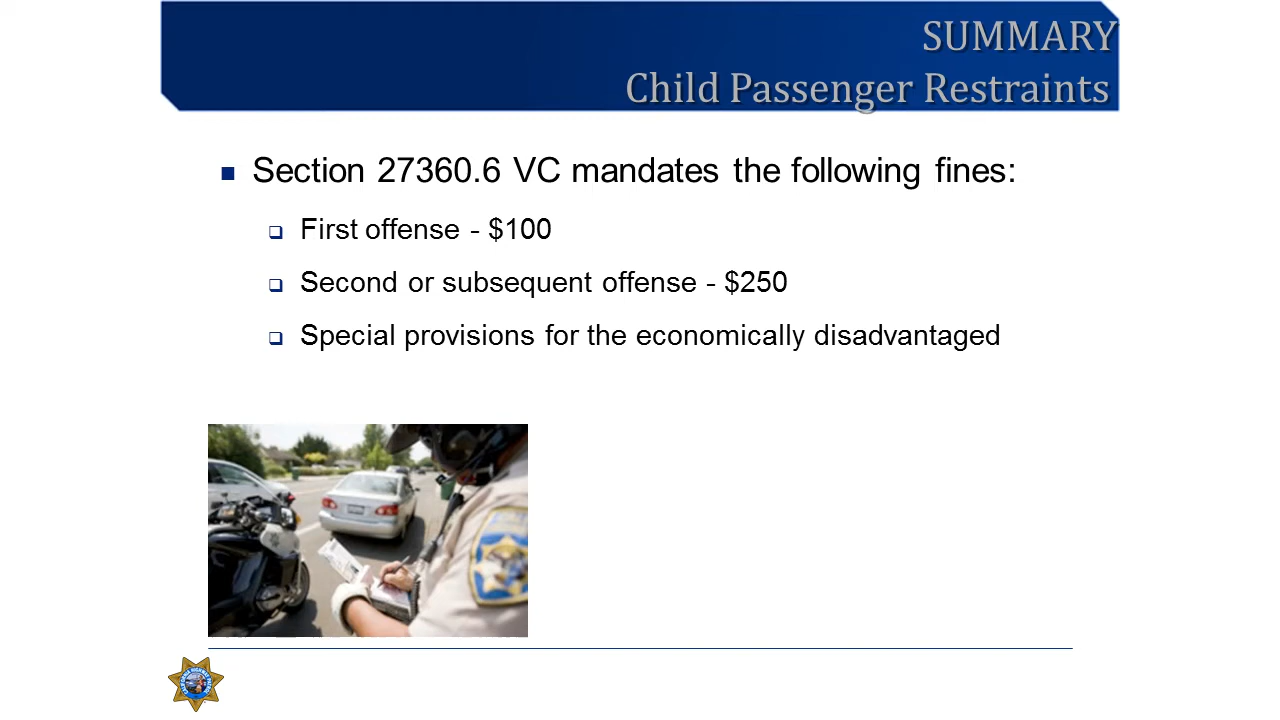 SUMMARY
Child Passenger Restraints
Section 27360.6 VC mandates the following fines:
First offense - $100
Second or subsequent offense - $250
Special provisions for the economically disadvantaged